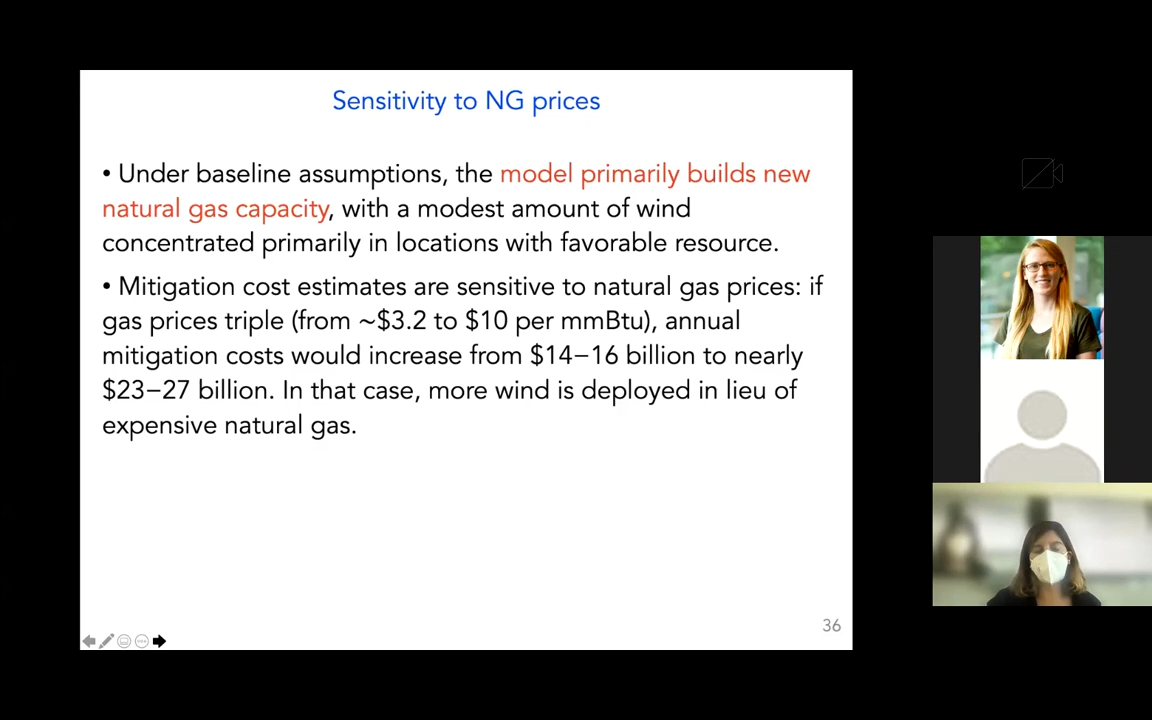 Sensitivity to NG prices
• Under baseline assumptions, the model primarily builds new
natural gas capacity, with a modest amount of wind
concentrated primarily in locations with favorable resource.
• Mitigation cost estimates are sensitive to natural gas prices: if
gas prices triple (from ~$3.2 to $10 per mmBtu), annual
mitigation costs would increase from $14–16 billion to nearly
$23–27 billion. In that case, more wind is deployed in lieu of
expensive natural gas.
36